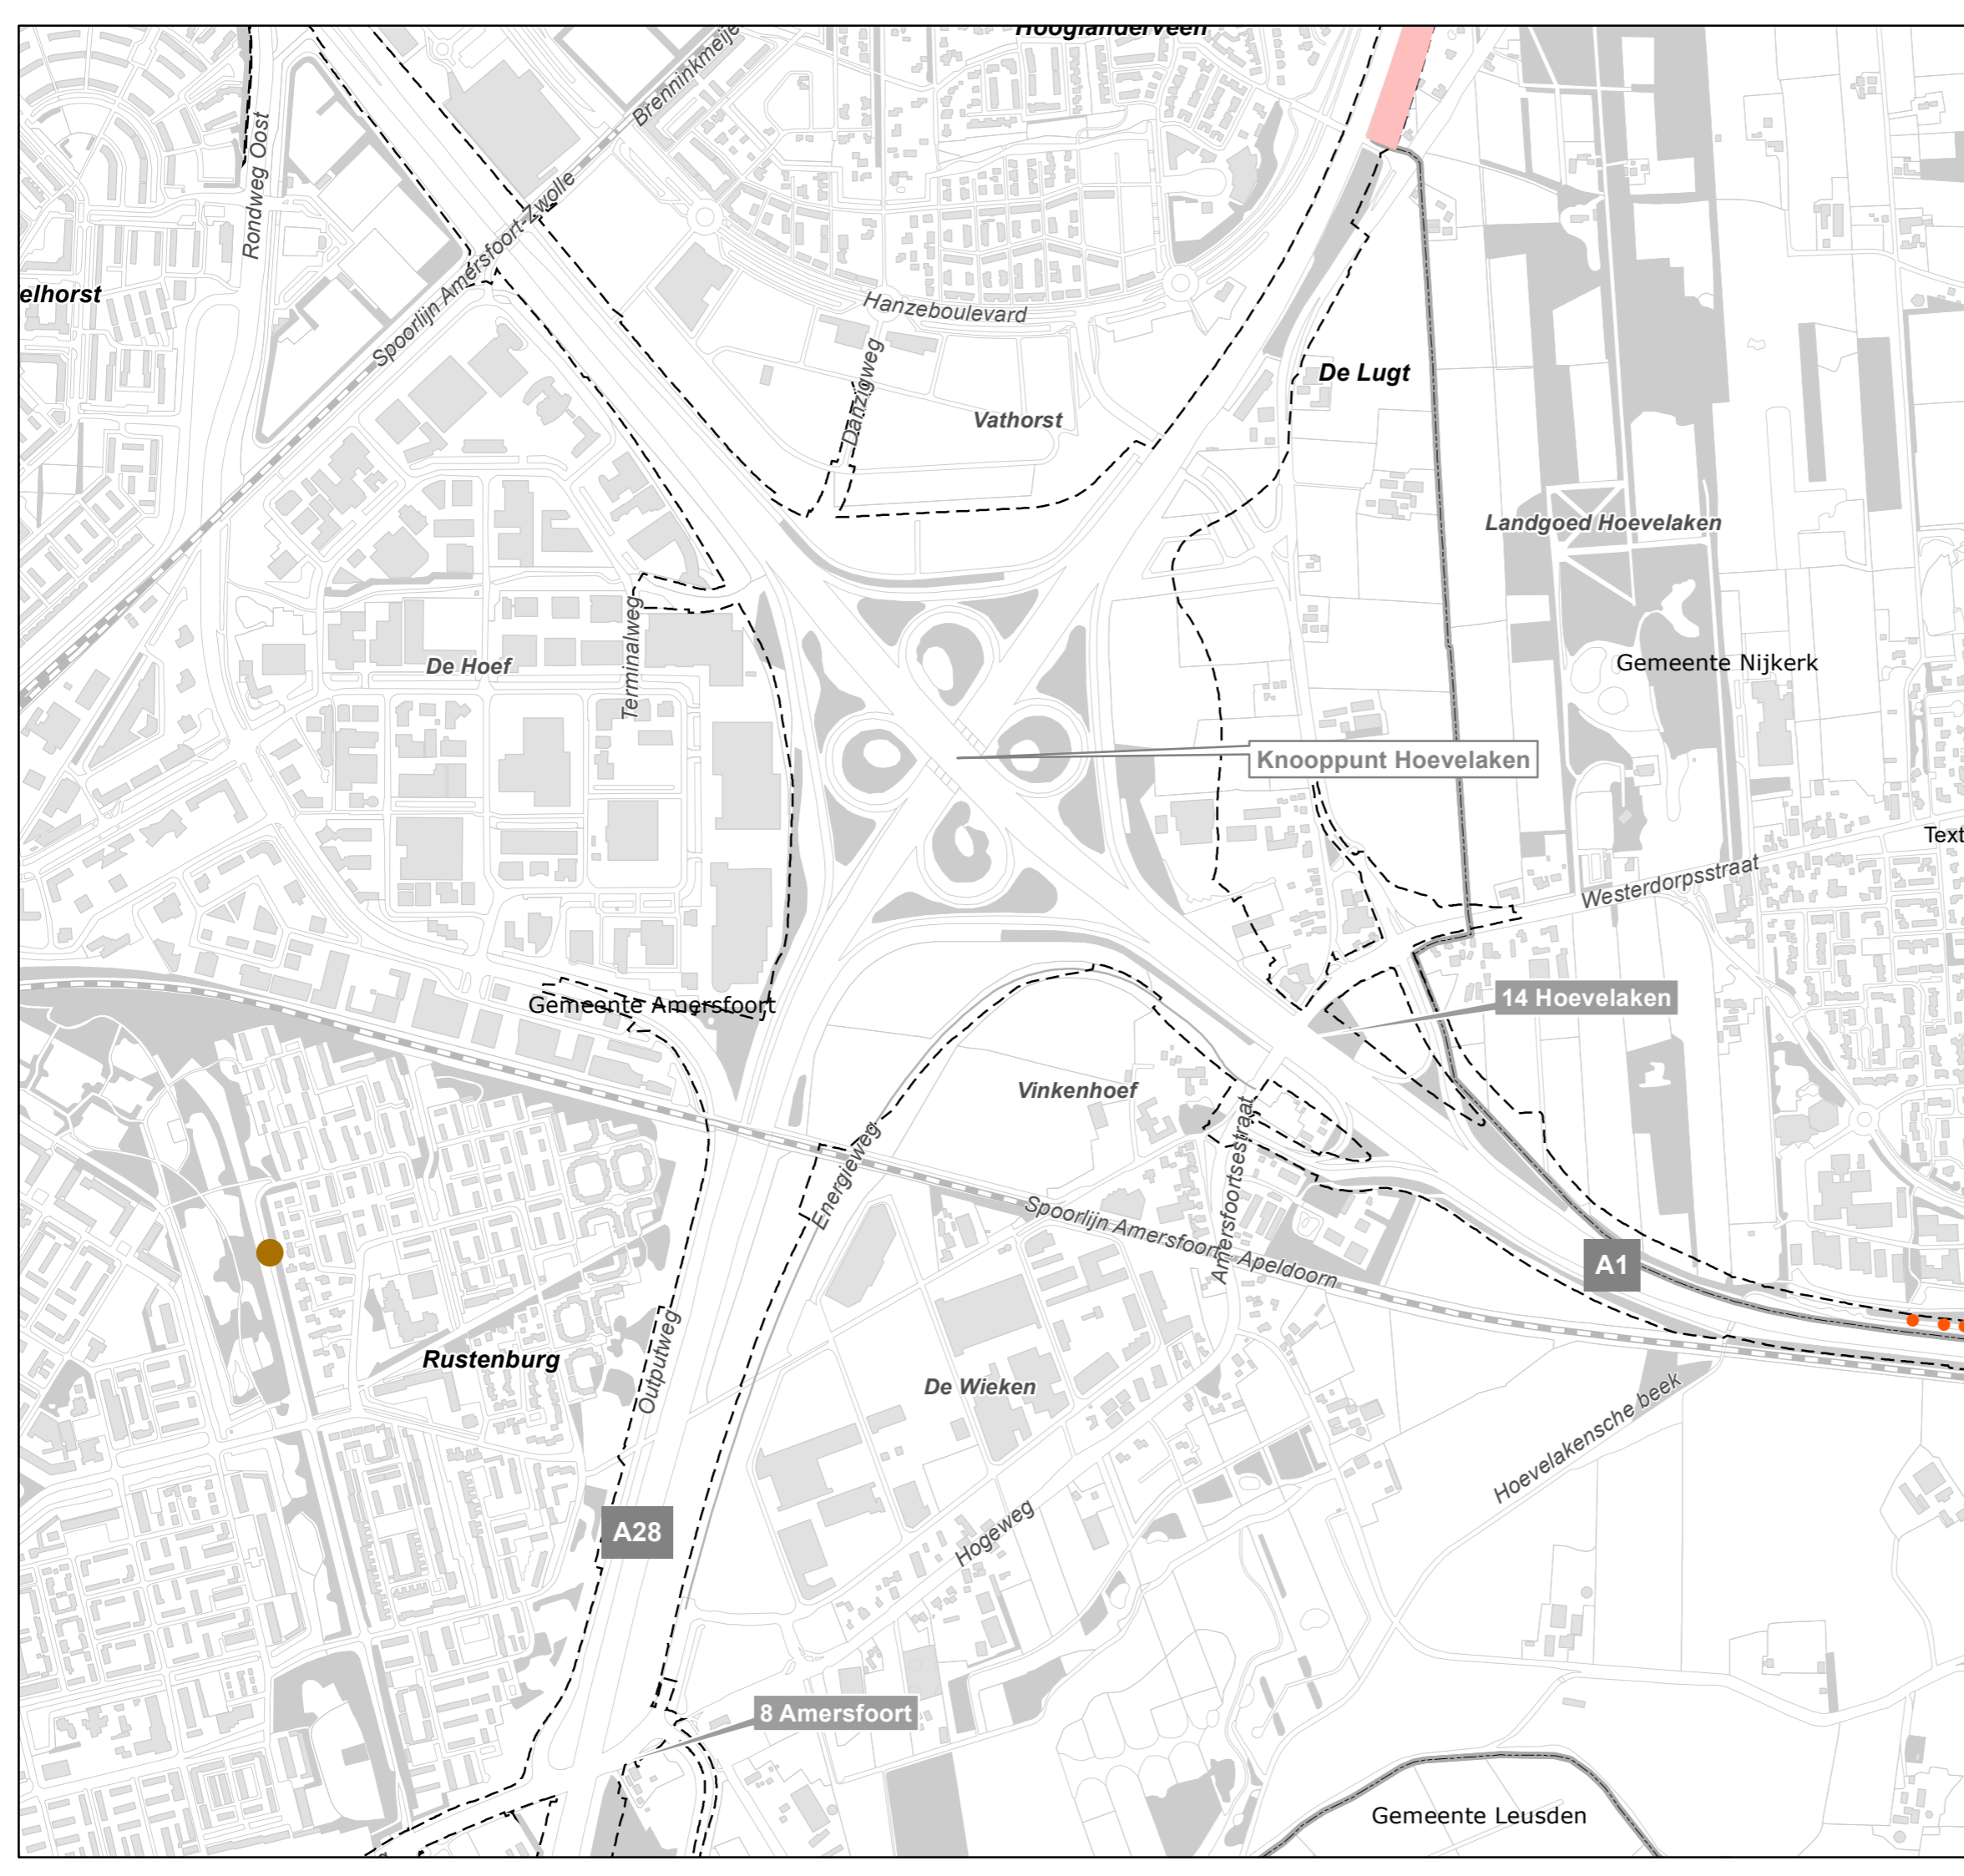 Hooglanderveen
Brenninkmeije
Rondweg Oost
Spoorlijn Amersfoort-Zwolle
elhorst
Hanzeboulevard
Danzigweg
De Lugt
Vathorst
Landgoed Hoevelaken
Terminalweg
De Hoef
Gemeente Nijkerk
Knooppunt Hoevelaken
Text
Westerdorpsstraat
14 Hoevelaken
Gemeente Amersfoort
Vinkenhoef
Energieweg
Amersfoortsestraat
Spoorlijn Amersfoort - Apeldoorn
A1
Outputweg
Rustenburg
De Wieken
Hoevelakensche beek
A28
Hogeweg
8 Amersfoort
Gemeente Leusden